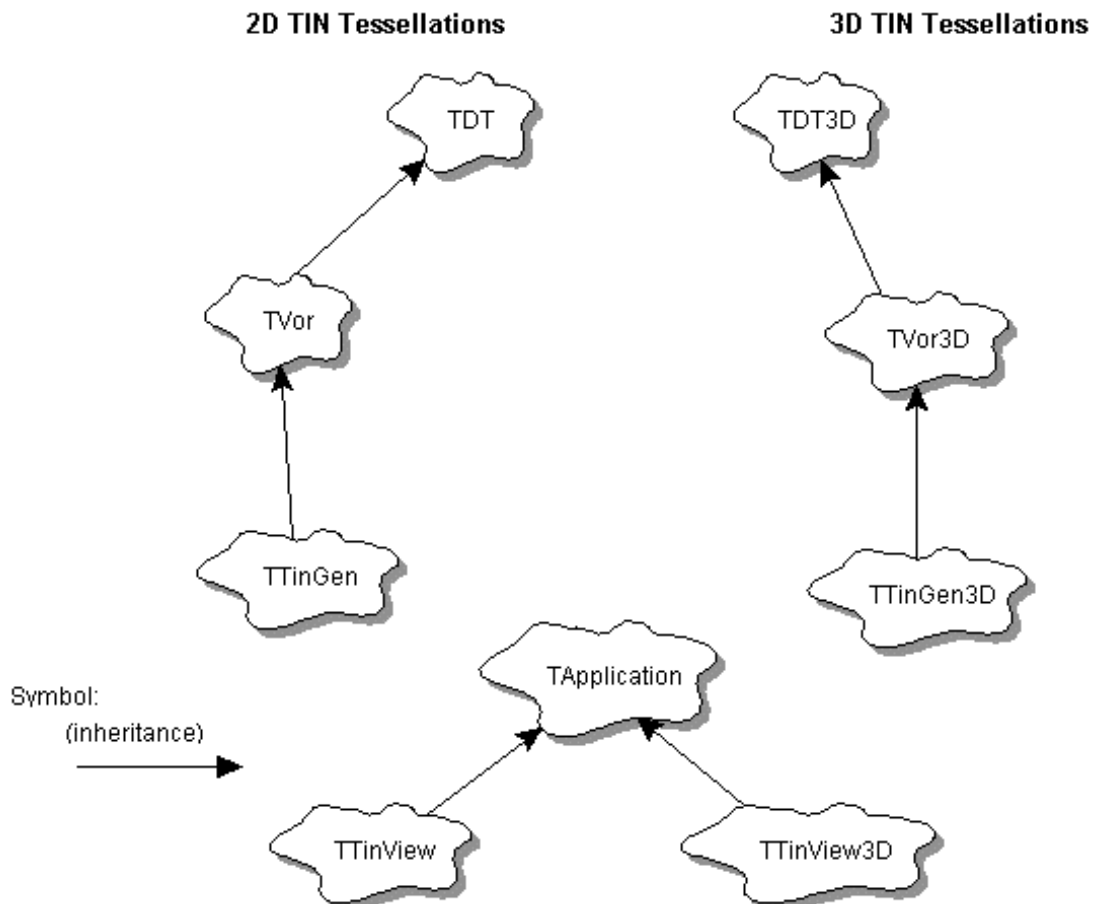 2D TIN Tessellations
3D TIN Tessellations
TDT
TDT3D
TVor
TVor3D
TTinGen
TTinGen3D
TApplication
Symbol:
(inheritance)
TTinView
TTinView3D